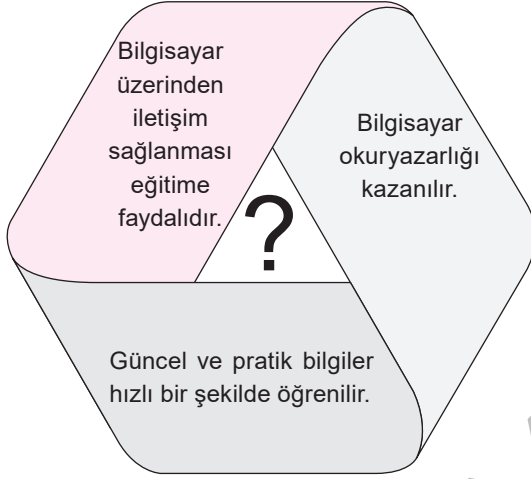 Bilgisayar
üzerinden
iletişim
sağlanması
eğitime
faydalıdır.
Bilgisayar
okuryazarlığı
kazanılır.
?
Güncel ve pratik bilgiler
hızlı bir şekilde öğrenilir.